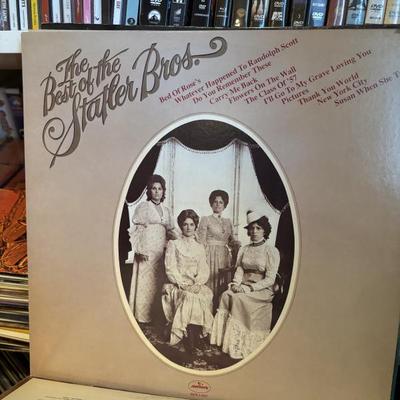 The
Best of the
Statler Bros.
Bed Of Rose's
Whatever Happened To Randolph Scott
Do You Remember These
Carry Me Back
Flowers On The Wall
The Class Of '57
I'll Go To My Grave Loving You
Pictures
Thank You World
New York City
Susan When She T